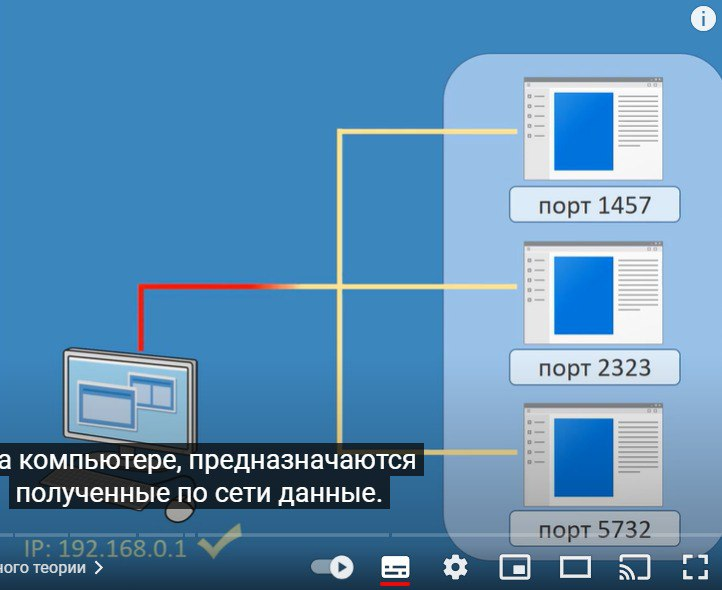 порт 1457
порт 2323
а компьютере, предназначаются
полученные по сети данные.
порт 5732
IP: 192.168.0.1
ного теории